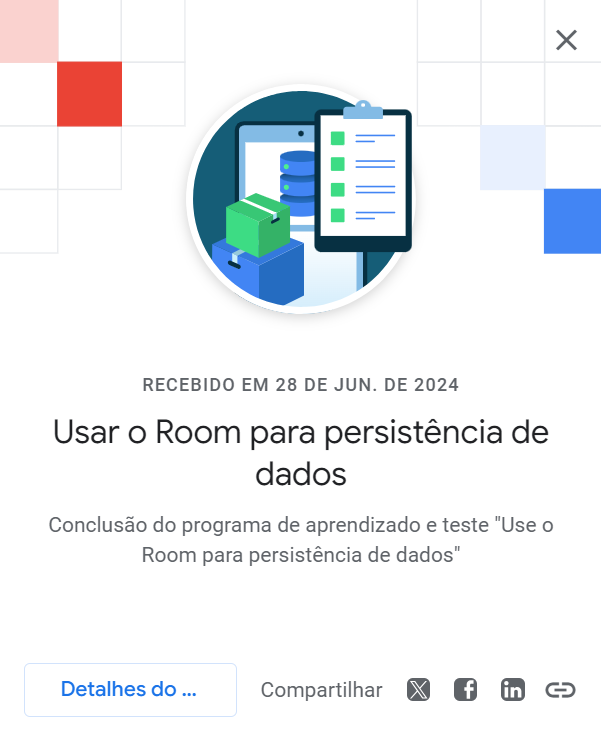 RECEBIDO EM 28 DE JUN. DE 2024
Usar o Room para persistência de
dados
Conclusão do programa de aprendizado e teste "Use o
Room para persistência de dados"
Detalhes do ...
Compartilhar